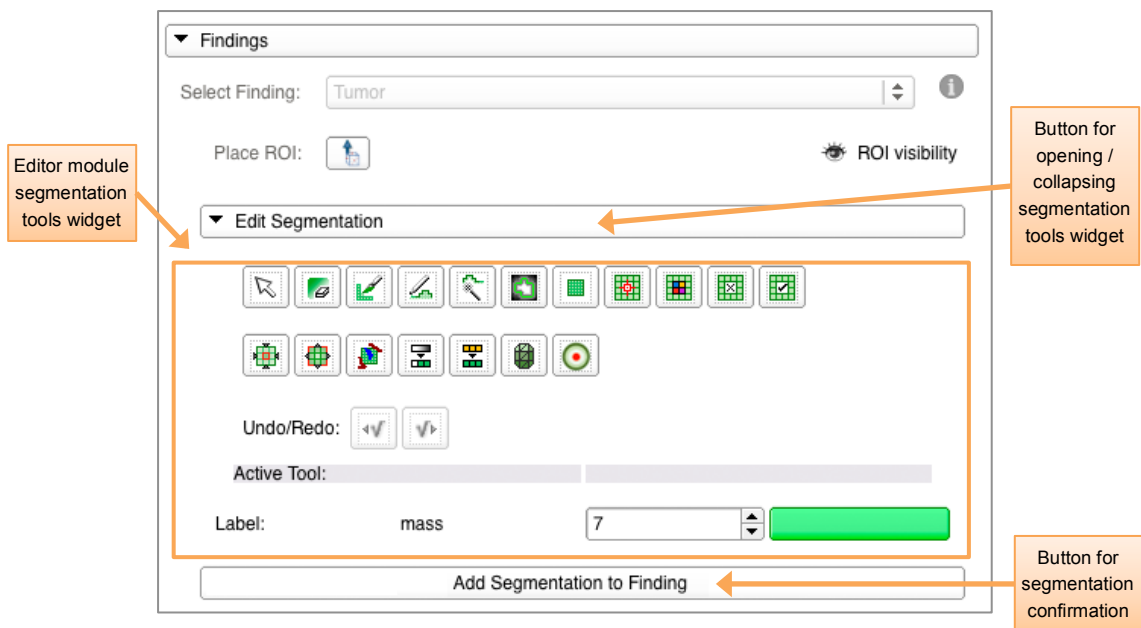 Findings
Select Finding: Tumor
Place ROI: ROI visibility
Edit Segmentation
Undo/Redo:
Active Tool:
Label: mass 7
Add Segmentation to Finding
Editor module
segmentation
tools widget
Button for
opening /
collapsing
segmentation
tools widget
Button for
segmentation
confirmation